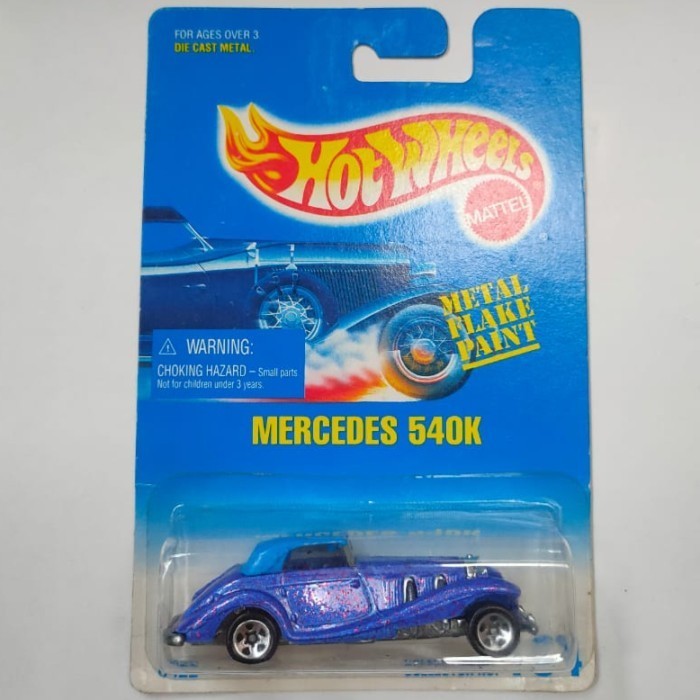 FOR AGES OVER 3.
DIE CAST METAL.
HOT WHEELS
MATTEL
METAL
FLAKE
PAINT
⚠ WARNING:
CHOKING HAZARD – Small parts
Not for children under 3 years.
MERCEDES 540K